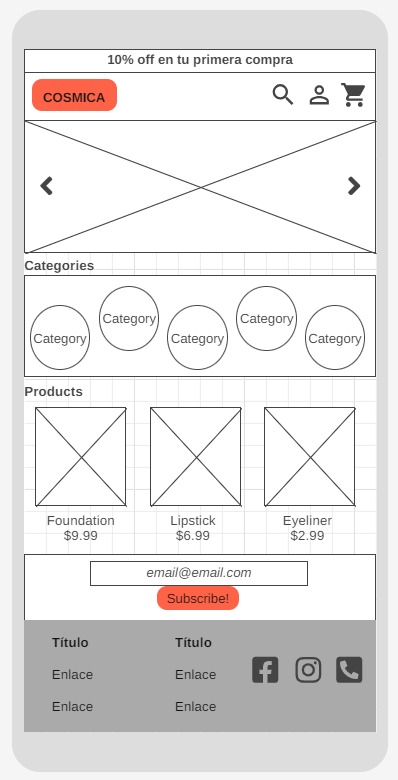 10% off en tu primera compra
COSMICA
Categories
Category Category Category Category Category
Products
Foundation Lipstick Eyeliner
$9.99 $6.99 $2.99
email@email.com
Subscribe!
Título Título
Enlace Enlace
Enlace Enlace